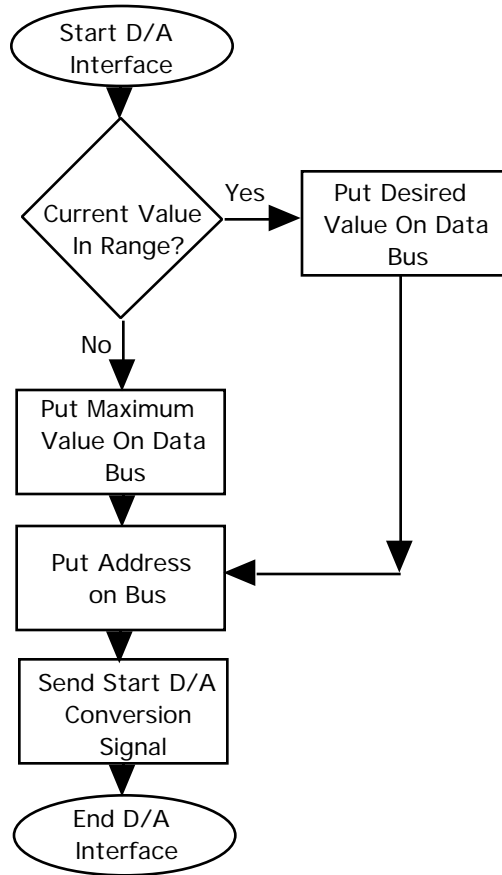 Start D/A
Interface
Current Value
In Range?
Yes
Put Desired
Value On Data
Bus
No
Put Maximum
Value On Data
Bus
Put Address
on Bus
Send Start D/A
Conversion
Signal
End D/A
Interface